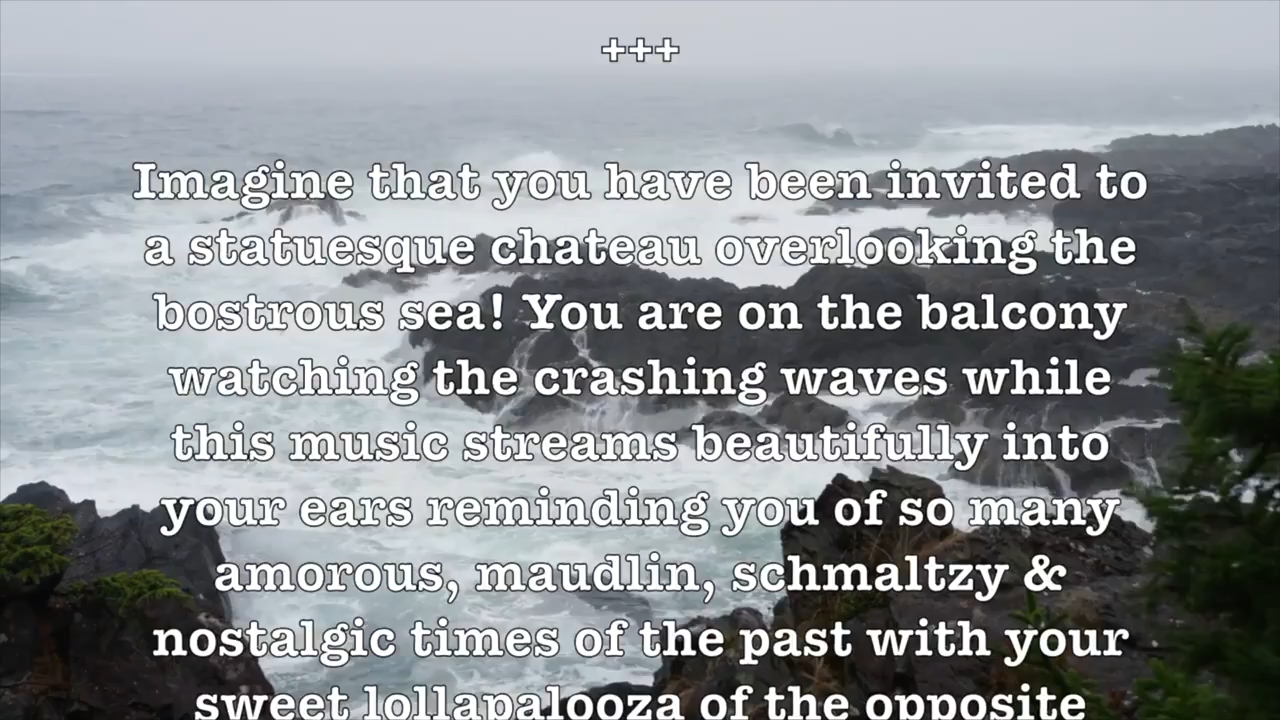 +++
Imagine that you have been invited to
a statuesque chateau overlooking the
bostrous sea! You are on the balcony
watching the crashing waves while
this music streams beautifully into
your ears reminding you of so many
amorous, maudlin, schmaltzy &
nostalgic times of the past with your
sweet lollapalooza of the opposite